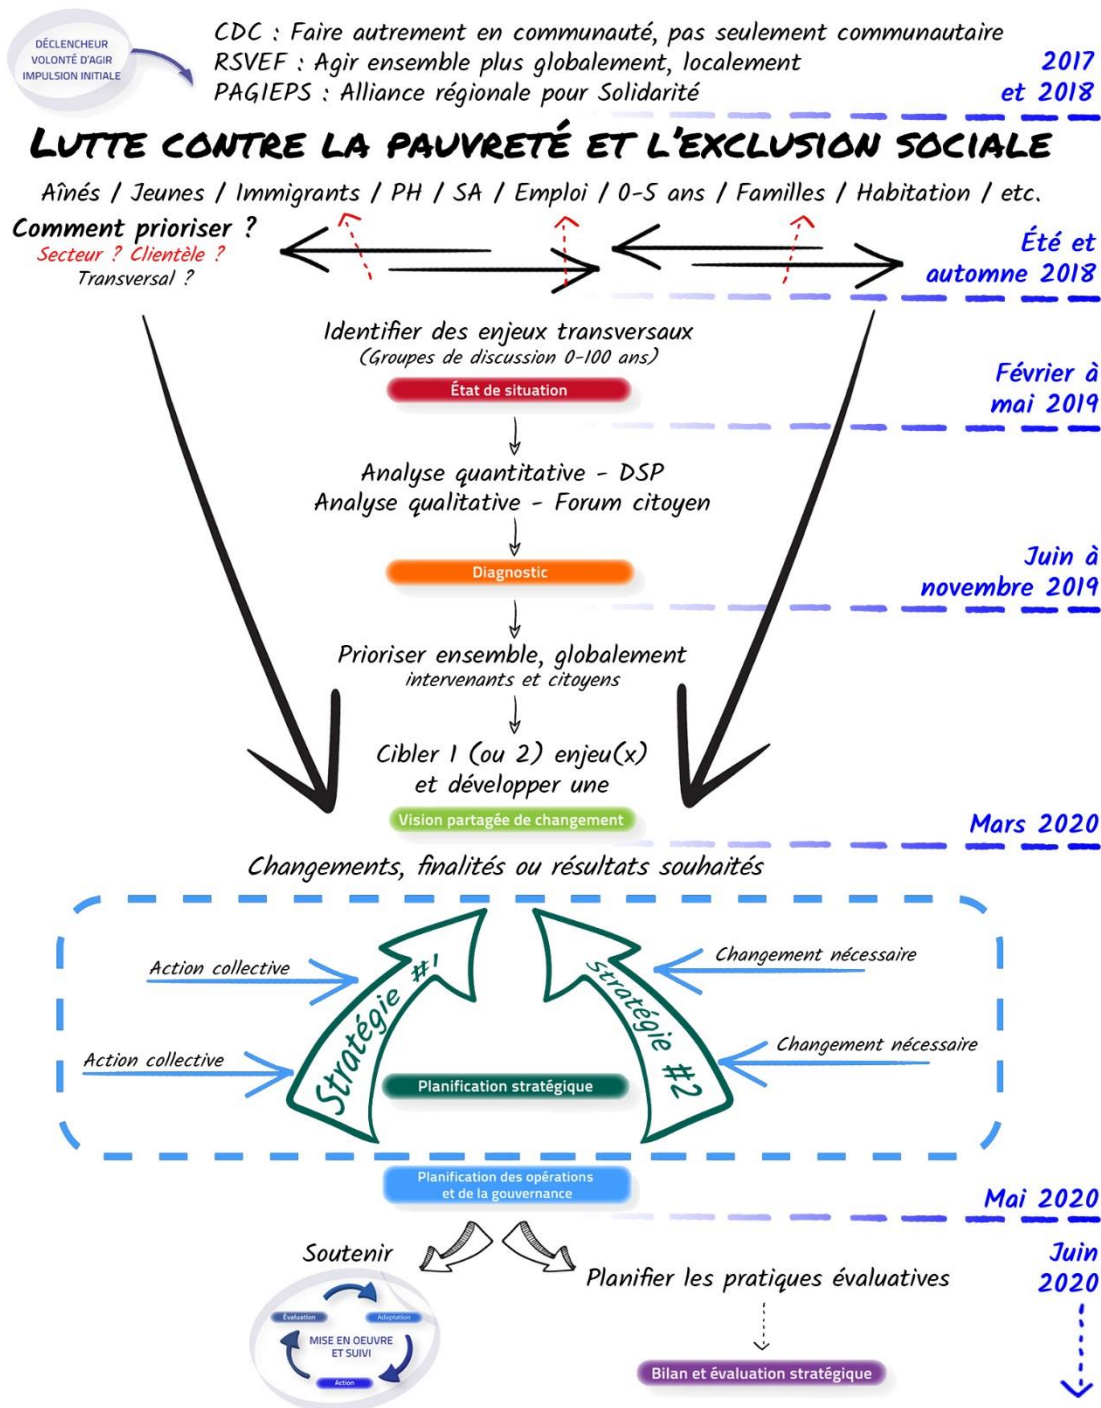 DÉCLENCHEUR
VOLONTÉ D'AGIR
IMPULSION INITIALE
CDC : Faire autrement en communauté, pas seulement communautaire
RSVEF : Agir ensemble plus globalement, localement
PAGIEPS : Alliance régionale pour Solidarité
2017
et 2018
LUTTE CONTRE LA PAUVRETÉ ET L'EXCLUSION SOCIALE
Aînés / Jeunes / Immigrants / PH / SA / Emploi / 0-5 ans / Familles / Habitation / etc.
Comment prioriser ?
Secteur ? Clientèle ?
Transversal ?
Été et
automne 2018
Identifier des enjeux transversaux
(Groupes de discussion 0-100 ans)
État de situation
Février à
mai 2019
Analyse quantitative - DSP
Analyse qualitative - Forum citoyen
Diagnostic
Juin à
novembre 2019
Prioriser ensemble, globalement
intervenants et citoyens
Cibler 1 (ou 2) enjeu(x)
et développer une
Vision partagée de changement
Mars 2020
Changements, finalités ou résultats souhaités
Action collective
Stratégie #1
Stratégie #2
Changement nécessaire
Action collective
Changement nécessaire
Planification stratégique
Planification des opérations
et de la gouvernance
Mai 2020
Soutenir
Planifier les pratiques évaluatives
Juin
2020
Évaluation
Adaptation
MISE EN OEUVRE
ET SUIVI
Action
Bilan et évaluation stratégique